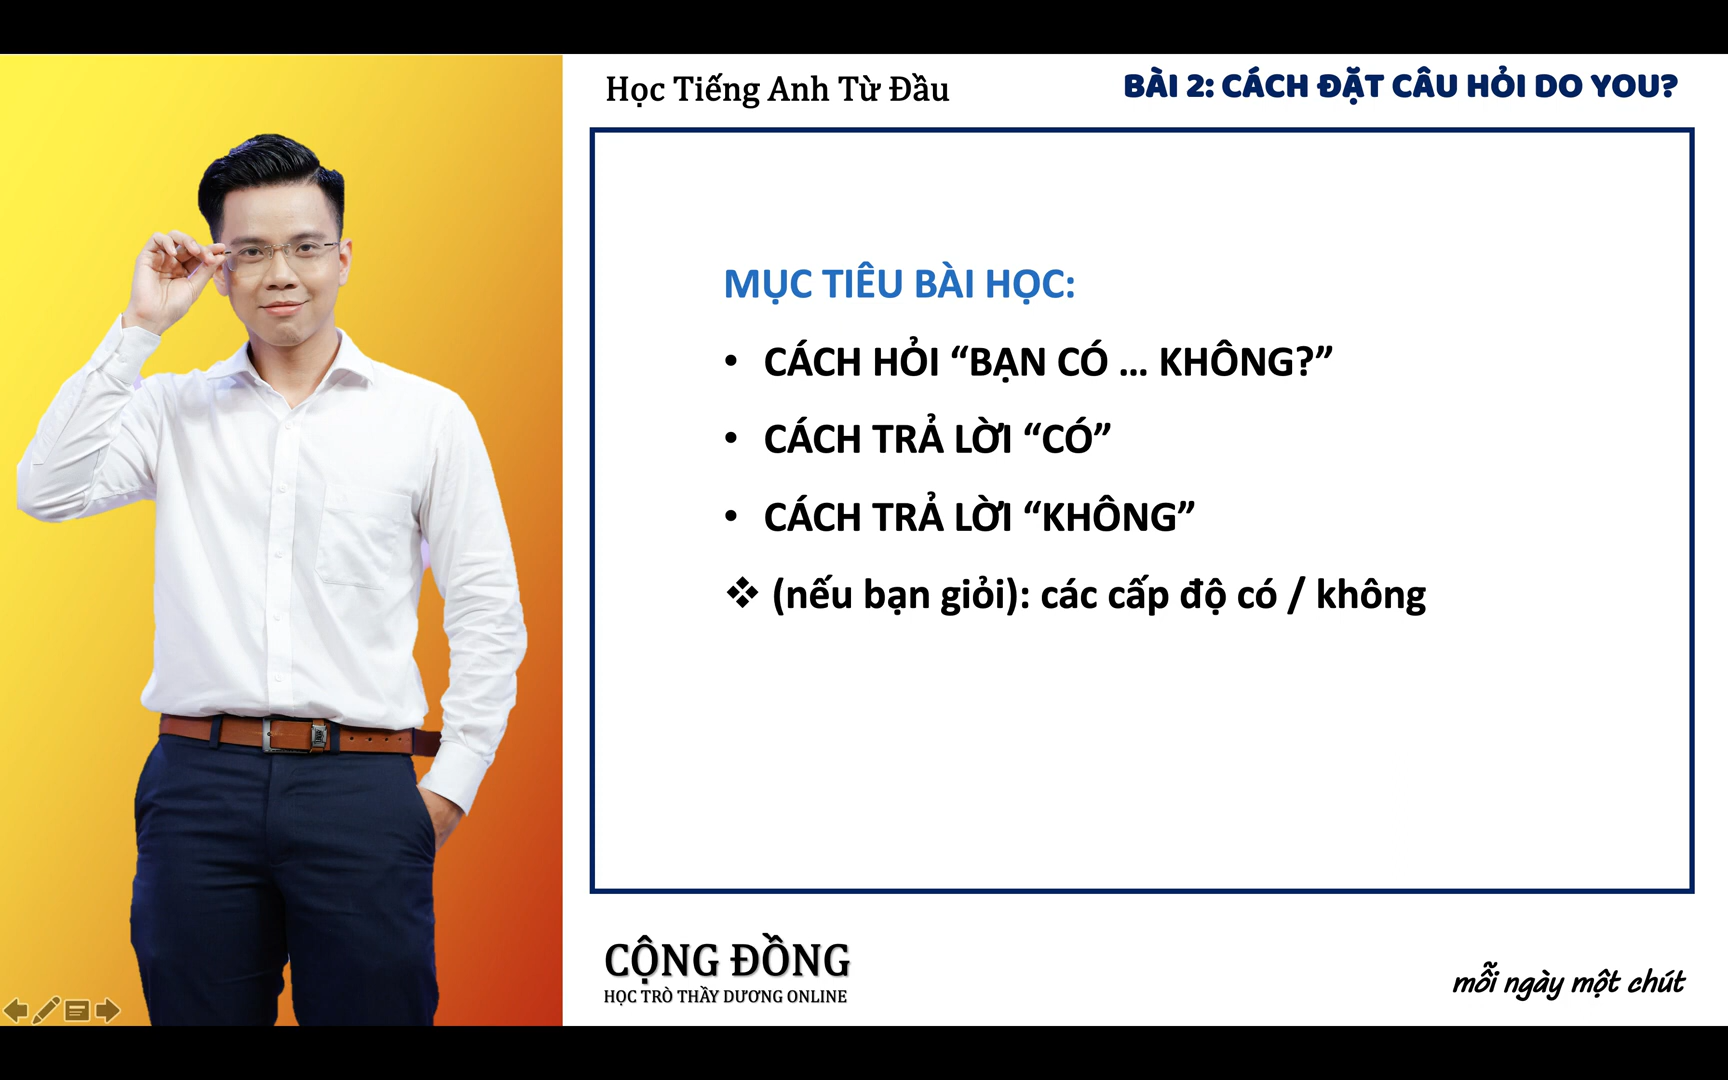 Học Tiếng Anh Từ Đầu
BÀI 2: CÁCH ĐẶT CÂU HỎI DO YOU?
MỤC TIÊU BÀI HỌC:
• CÁCH HỎI “BẠN CÓ ... KHÔNG?”
• CÁCH TRẢ LỜI “CÓ”
• CÁCH TRẢ LỜI “KHÔNG”
❖ (nếu bạn giỏi): các cấp độ có / không
CỘNG ĐỒNG
HỌC TRÒ THẦY DƯƠNG ONLINE
mỗi ngày một chút